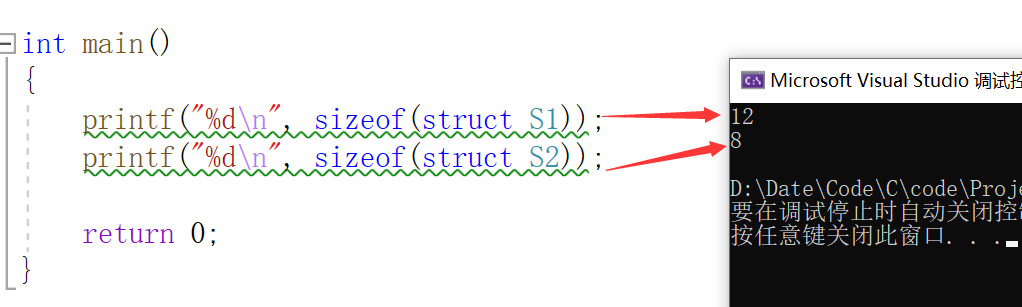 int main()
{
printf("%d\n", sizeof(struct S1));
printf("%d\n", sizeof(struct S2));
return 0;
}
Microsoft Visual Studio 调试控
12
8
D:\Date\Code\C\code\Proje
要在调试停止时自动关闭控制
按任意键关闭此窗口. . .